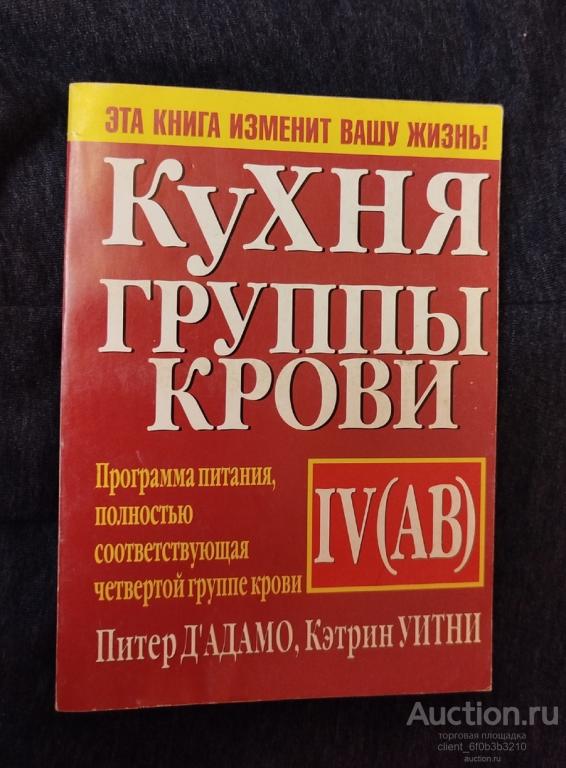 ЭТА КНИГА ИЗМЕНИТ ВАШУ ЖИЗНЬ!
КуХНЯ
ГРУППЫ
КРОВИ
Программа питания,
полностью
соответствующая
четвертой группе крови
IV(AB)
Питер Д'АДАМО, Кэтрин УИТНИ
Auction.ru
торговая площадка
client_6f0b3b3210
auction.ru